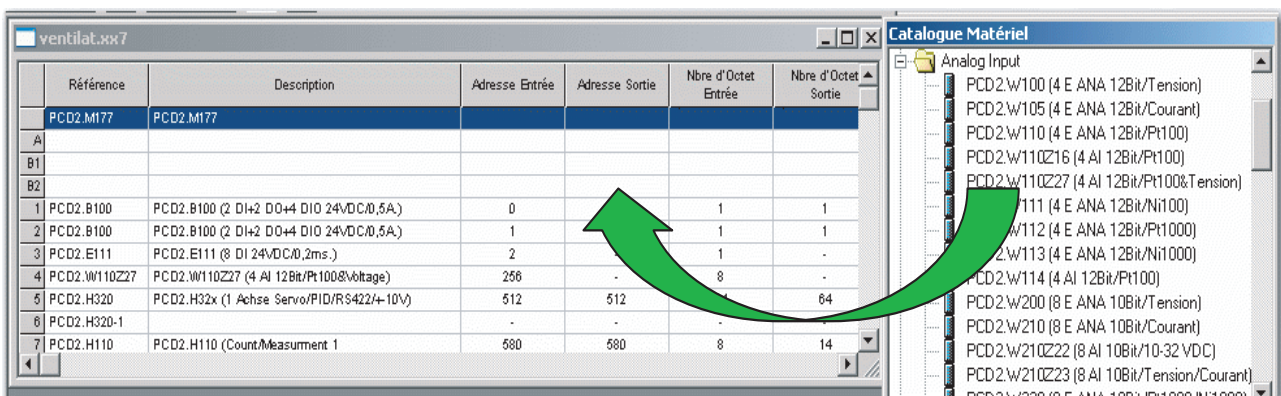 ventilat.xx7
Référence Description Adresse Entrée Adresse Sortie Nbre d'Octet Entrée Nbre d'Octet Sortie
PCD2.M177 PCD2.M177
A
B1
B2
1 PCD2.B100 PCD2.B100 (2 DI+2 DO+4 DIO 24VDC/0,5A.) 0 1 1
2 PCD2.B100 PCD2.B100 (2 DI+2 DO+4 DIO 24VDC/0,5A.) 1 1 1
3 PCD2.E111 PCD2.E111 (8 DI 24VDC/0,2ms.) 2 - 1 -
4 PCD2.W110Z27 PCD2.W110Z27 (4 AI 12Bit/Pt100&Voltage) 256 - 8
5 PCD2.H320 PCD2.H32x (1 Achse Servo/PID/RS422/+-10V) 512 512 64
6 PCD2.H320-1 - - - -
7 PCD2.H110 PCD2.H110 (Count/Measurment 1 580 580 8 14
Catalogue Matériel
Analog Input
PCD2.W100 (4 E ANA 12Bit/Tension)
PCD2.W105 (4 E ANA 12Bit/Courant)
PCD2.W110 (4 E ANA 12Bit/Pt100)
PCD2.W110Z16 (4 AI 12Bit/Pt100)
PCD2.W110Z27 (4 AI 12Bit/Pt100&Tension)
W111 (4 E ANA 12Bit/Ni100)
W112 (4 E ANA 12Bit/Pt1000)
2.W113 (4 E ANA 12Bit/Ni1000)
2.W114 (4 AI 12Bit/Pt100)
PCD2.W200 (8 E ANA 10Bit/Tension)
PCD2.W210 (8 E ANA 10Bit/Courant)
PCD2.W210Z22 (8 AI 10Bit/10-32 VDC)
PCD2.W210Z23 (8 AI 10Bit/Tension/Courant)